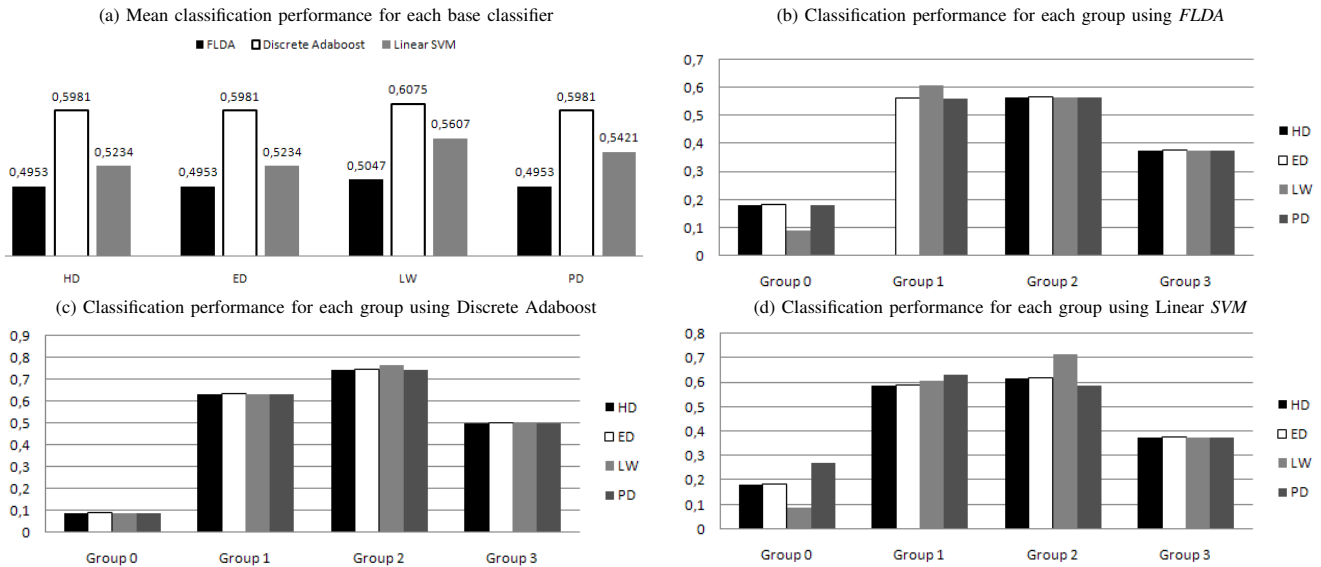 (a) Mean classification performance for each base classifier
FLDA Discrete Adaboost Linear SVM
0,4953 0,5981 0,5234 0,4953 0,5981 0,5234 0,5047 0,6075 0,5607 0,4953 0,5981 0,5421
HD ED LW PD
(b) Classification performance for each group using FLDA
0,7
0,6
0,5
0,4
0,3
0,2
0,1
0
Group 0 Group 1 Group 2 Group 3
HD
ED
LW
PD
(c) Classification performance for each group using Discrete Adaboost
0,9
0,8
0,7
0,6
0,5
0,4
0,3
0,2
0,1
0
Group 0 Group 1 Group 2 Group 3
HD
ED
LW
PD
(d) Classification performance for each group using Linear SVM
0,8
0,7
0,6
0,5
0,4
0,3
0,2
0,1
0
Group 0 Group 1 Group 2 Group 3
HD
ED
LW
PD